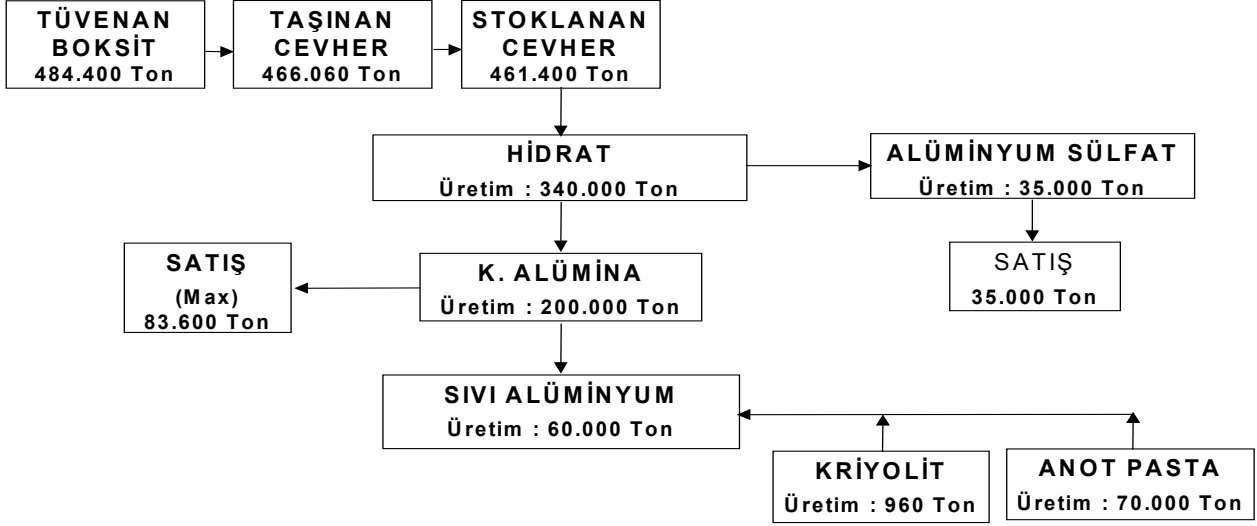 TÜVENAN
BOKSİT
484.400 Ton
TAŞINAN
CEVHER
466.060 Ton
STOKLANAN
CEVHER
461.400 Ton
HİDRAT
Üretim : 340.000 Ton
ALÜMİNYUM SÜLFAT
Üretim : 35.000 Ton
SATIŞ
(Max)
83.600 Ton
K. ALÜMİNA
Üretim : 200.000 Ton
SATIŞ
35.000 Ton
SIVI ALÜMİNYUM
Üretim : 60.000 Ton
KRİYOLİT
Üretim : 960 Ton
ANOT PASTA
Üretim : 70.000 Ton